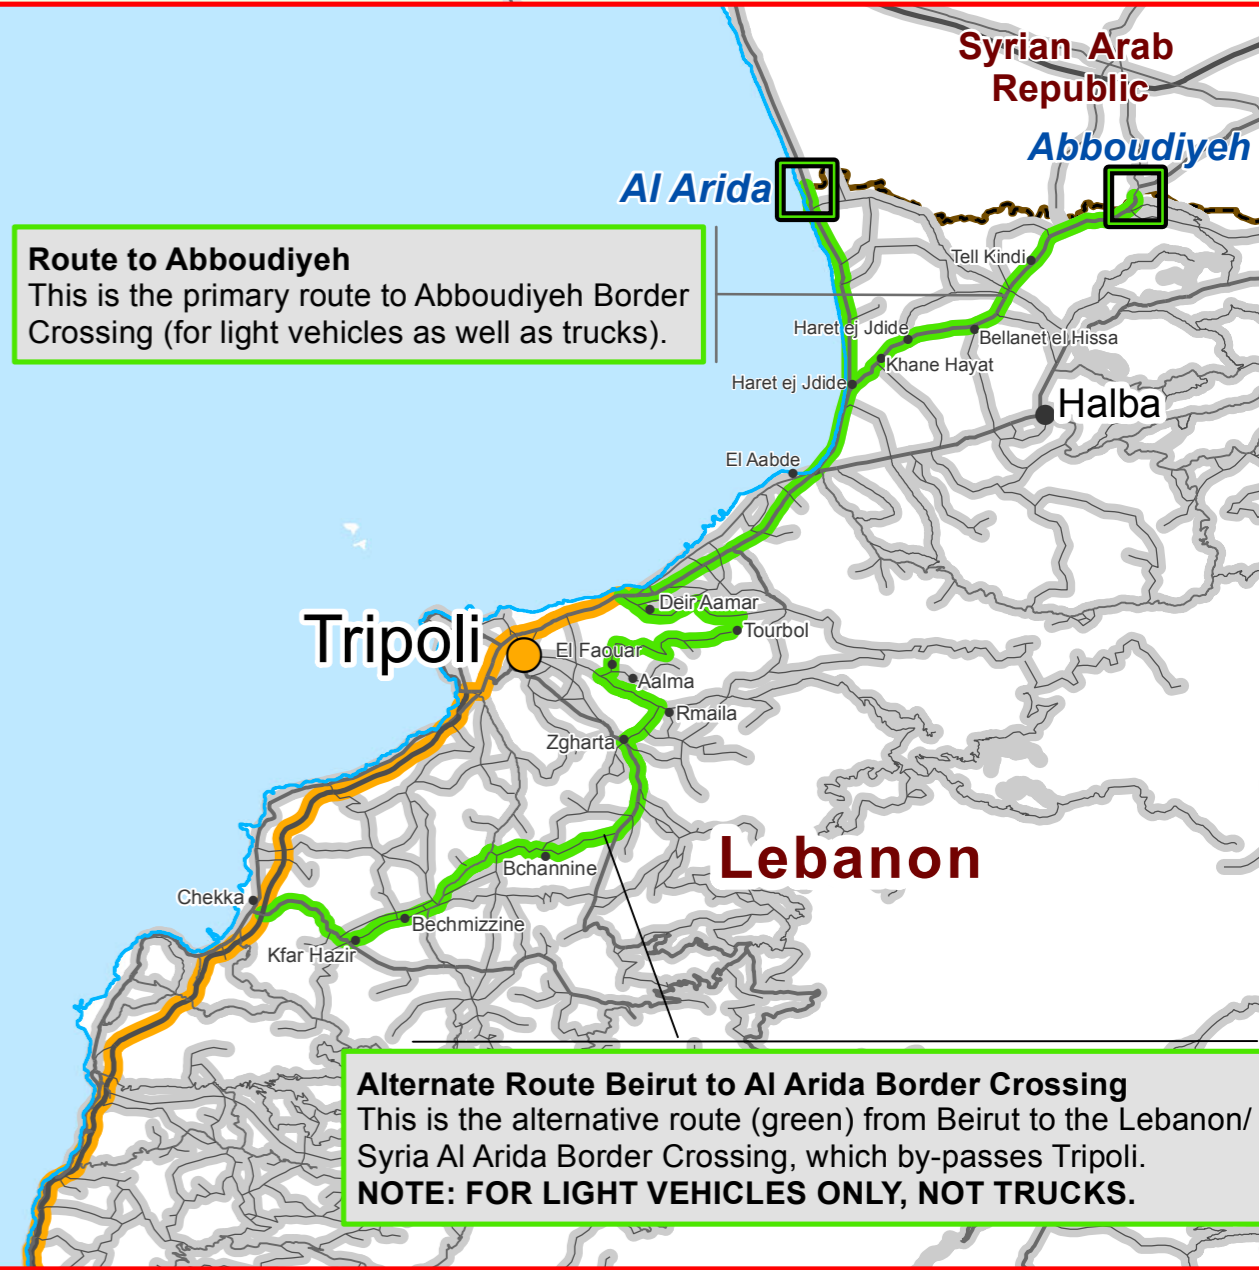 Syrian Arab
Republic
Abboudiyeh
Al Arida
Route to Abboudiyeh
This is the primary route to Abboudiyeh Border
Crossing (for light vehicles as well as trucks).
Tell Kindi
Haret ej Jdide
Bellanet el Hissa
Khane Hayat
Haret ej Jdide
Halba
El Aabde
Deir Aamar
Tripoli
Tourbol
El Faouar
Aalma
Rmaila
Zgharta
Lebanon
Bchannine
Chekka
Bechmizzine
Kfar Hazir
Alternate Route Beirut to Al Arida Border Crossing
This is the alternative route (green) from Beirut to the Lebanon/
Syria Al Arida Border Crossing, which by-passes Tripoli.
NOTE: FOR LIGHT VEHICLES ONLY, NOT TRUCKS.